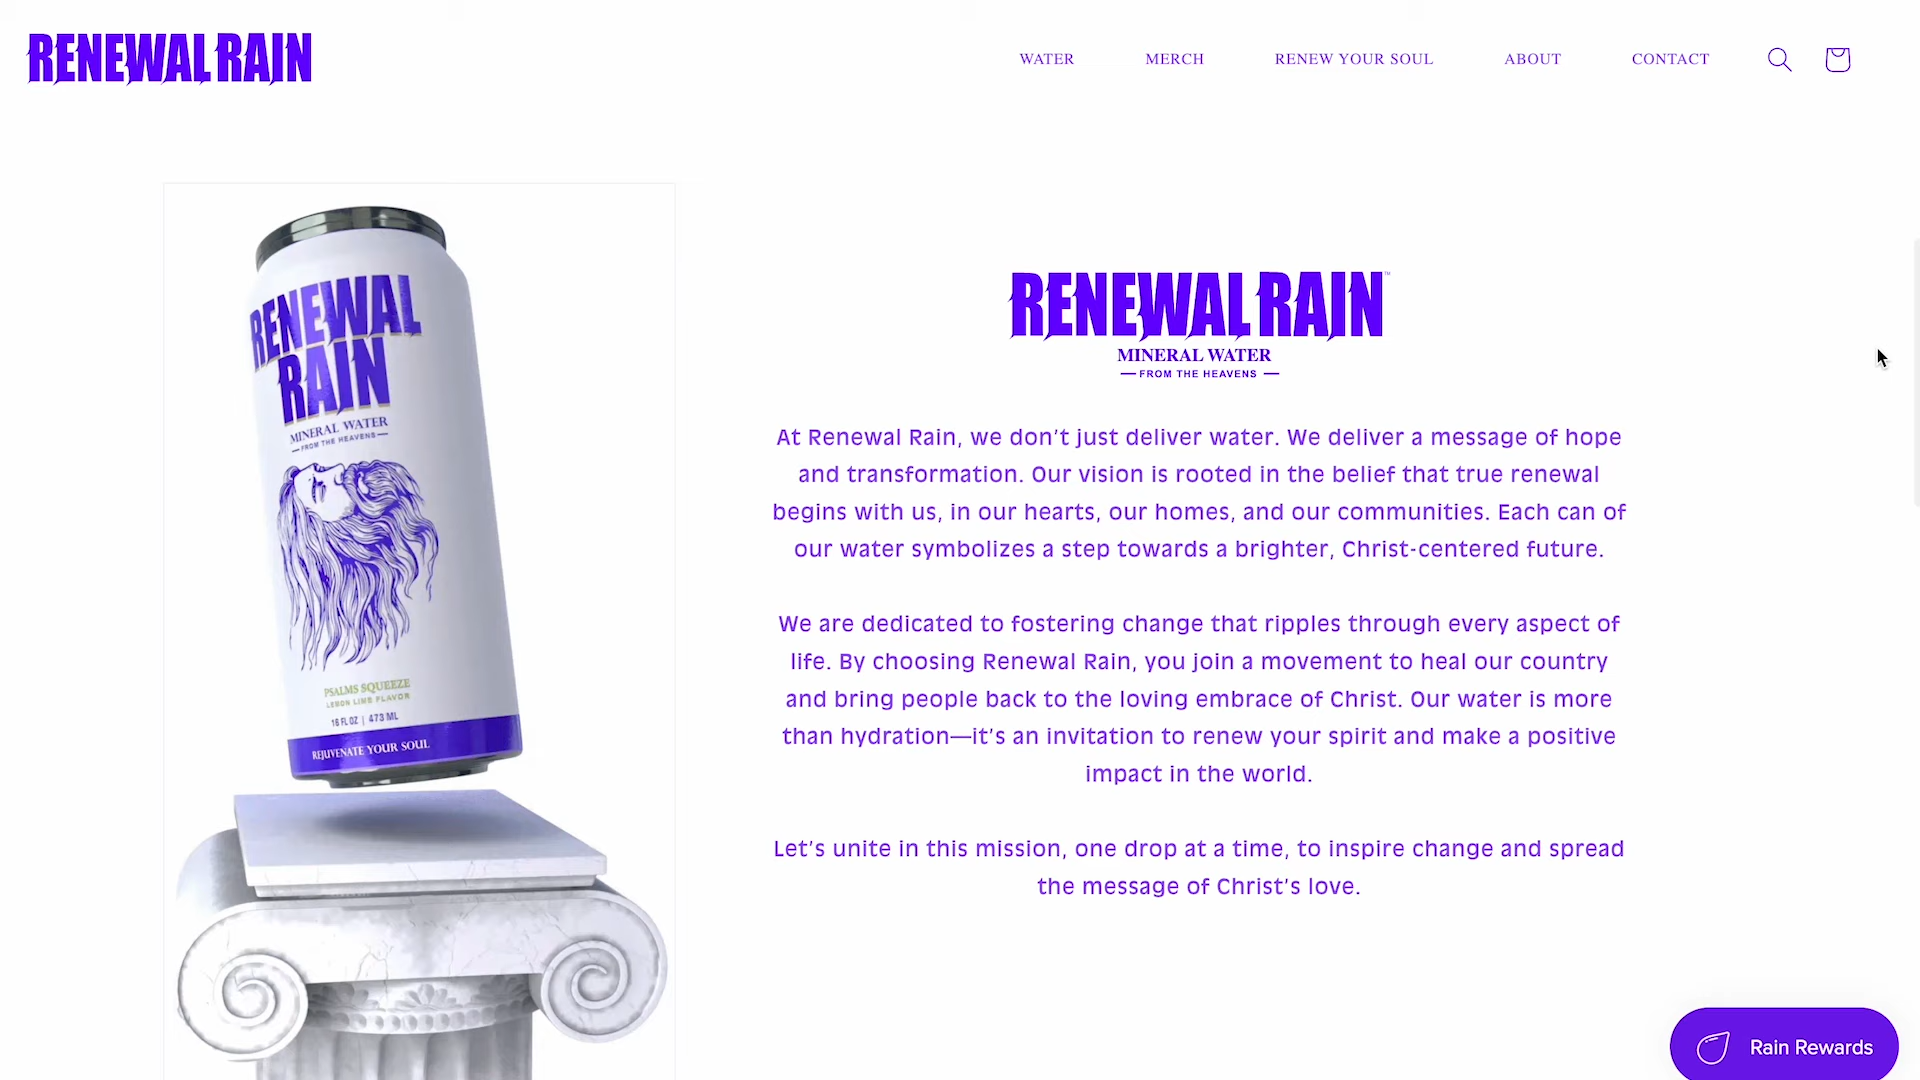 RENEWAL RAIN
WATER
MERCH
RENEW YOUR SOUL
ABOUT
CONTACT
RENEWAL
RAIN
MINERAL WATER
FROM THE HEAVENS
PSALMS SQUEEZE
LEMON LIME FLAVOR
16 FL OZ | 473 ML
REJUVENATE YOUR SOUL
RENEWAL RAIN™
MINERAL WATER
FROM THE HEAVENS
At Renewal Rain, we don’t just deliver water. We deliver a message of hope
and transformation. Our vision is rooted in the belief that true renewal
begins with us, in our hearts, our homes, and our communities. Each can of
our water symbolizes a step towards a brighter, Christ-centered future.
We are dedicated to fostering change that ripples through every aspect of
life. By choosing Renewal Rain, you join a movement to heal our country
and bring people back to the loving embrace of Christ. Our water is more
than hydration—it’s an invitation to renew your spirit and make a positive
impact in the world.
Let’s unite in this mission, one drop at a time, to inspire change and spread
the message of Christ’s love.
Rain Rewards